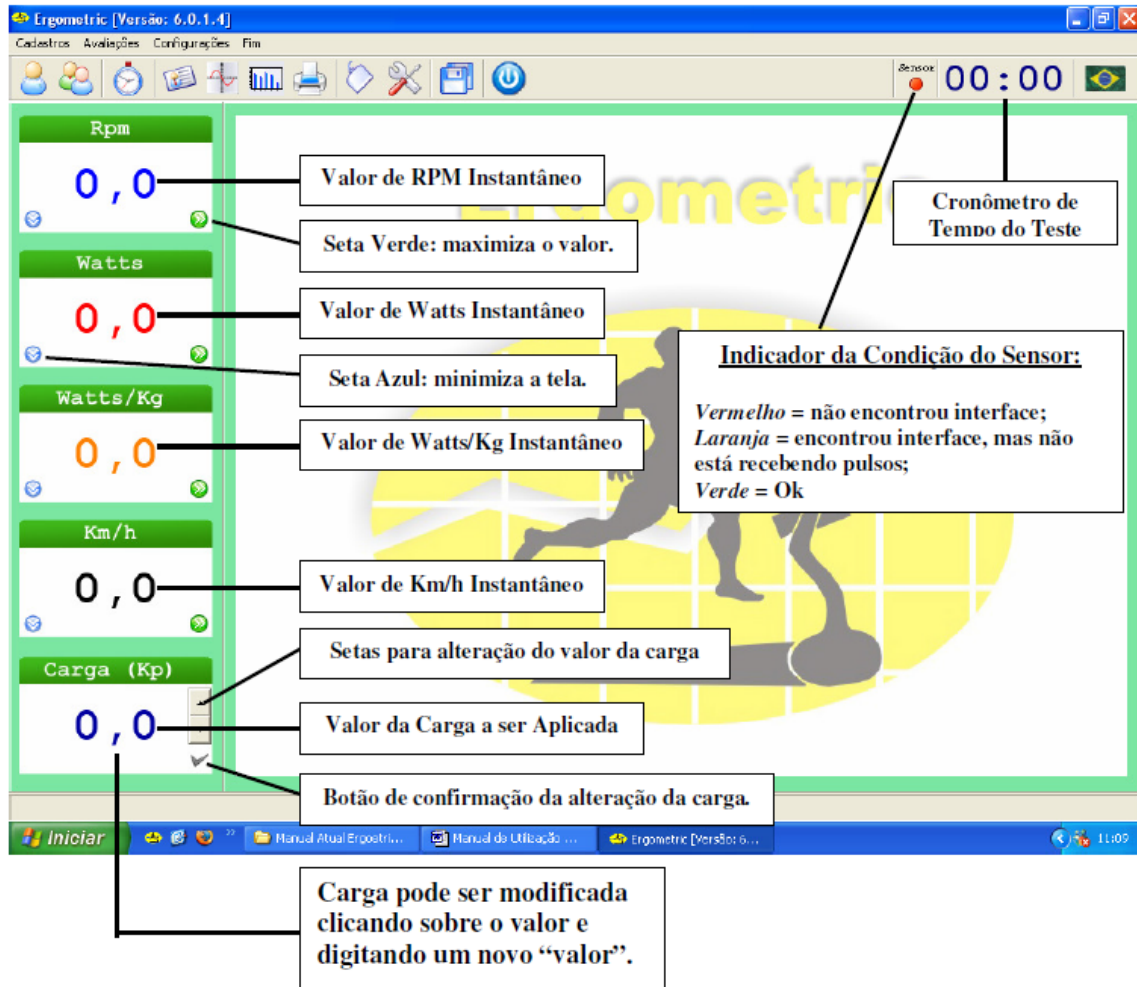 Ergometric [Versão: 6.0.1.4]
Cadastros Avaliações Configurações Fim
Sensor
00:00
Rpm
0,0
Valor de RPM Instantâneo
Seta Verde: maximiza o valor.
Ergometric
Cronômetro de
Tempo do Teste
Watts
0,0
Valor de Watts Instantâneo
Seta Azul: minimiza a tela.
Indicador da Condição do Sensor:
Vermelho = não encontrou interface;
Laranja = encontrou interface, mas não
está recebendo pulsos;
Verde = Ok
Watts/Kg
0,0
Valor de Watts/Kg Instantâneo
Km/h
0,0
Valor de Km/h Instantâneo
Setas para alteração do valor da carga
Carga (Kp)
0,0
Valor da Carga a ser Aplicada
Botão de confirmação da alteração da carga.
Iniciar
Manual Atual Ergostri...
Manual de Utilização ...
Ergometric [Versão: 6...
11:09
Carga pode ser modificada
clicando sobre o valor e
digitando um novo “valor”.